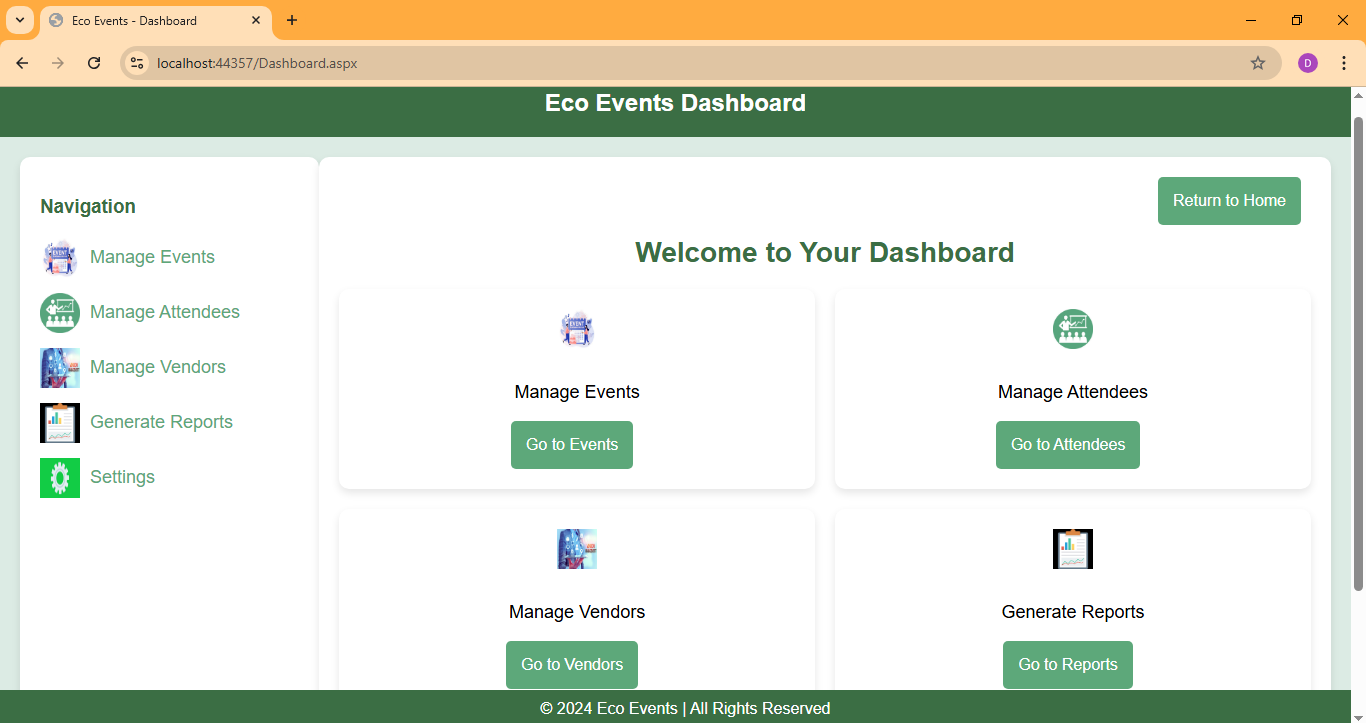 Eco Events - Dashboard
localhost:44357/Dashboard.aspx
D
Eco Events Dashboard
Navigation
Manage Events
Manage Attendees
Manage Vendors
Generate Reports
Settings
Return to Home
Welcome to Your Dashboard
EVENT
Manage Events
Go to Events
Manage Attendees
Go to Attendees
Manage Vendors
Go to Vendors
Generate Reports
Go to Reports
© 2024 Eco Events | All Rights Reserved